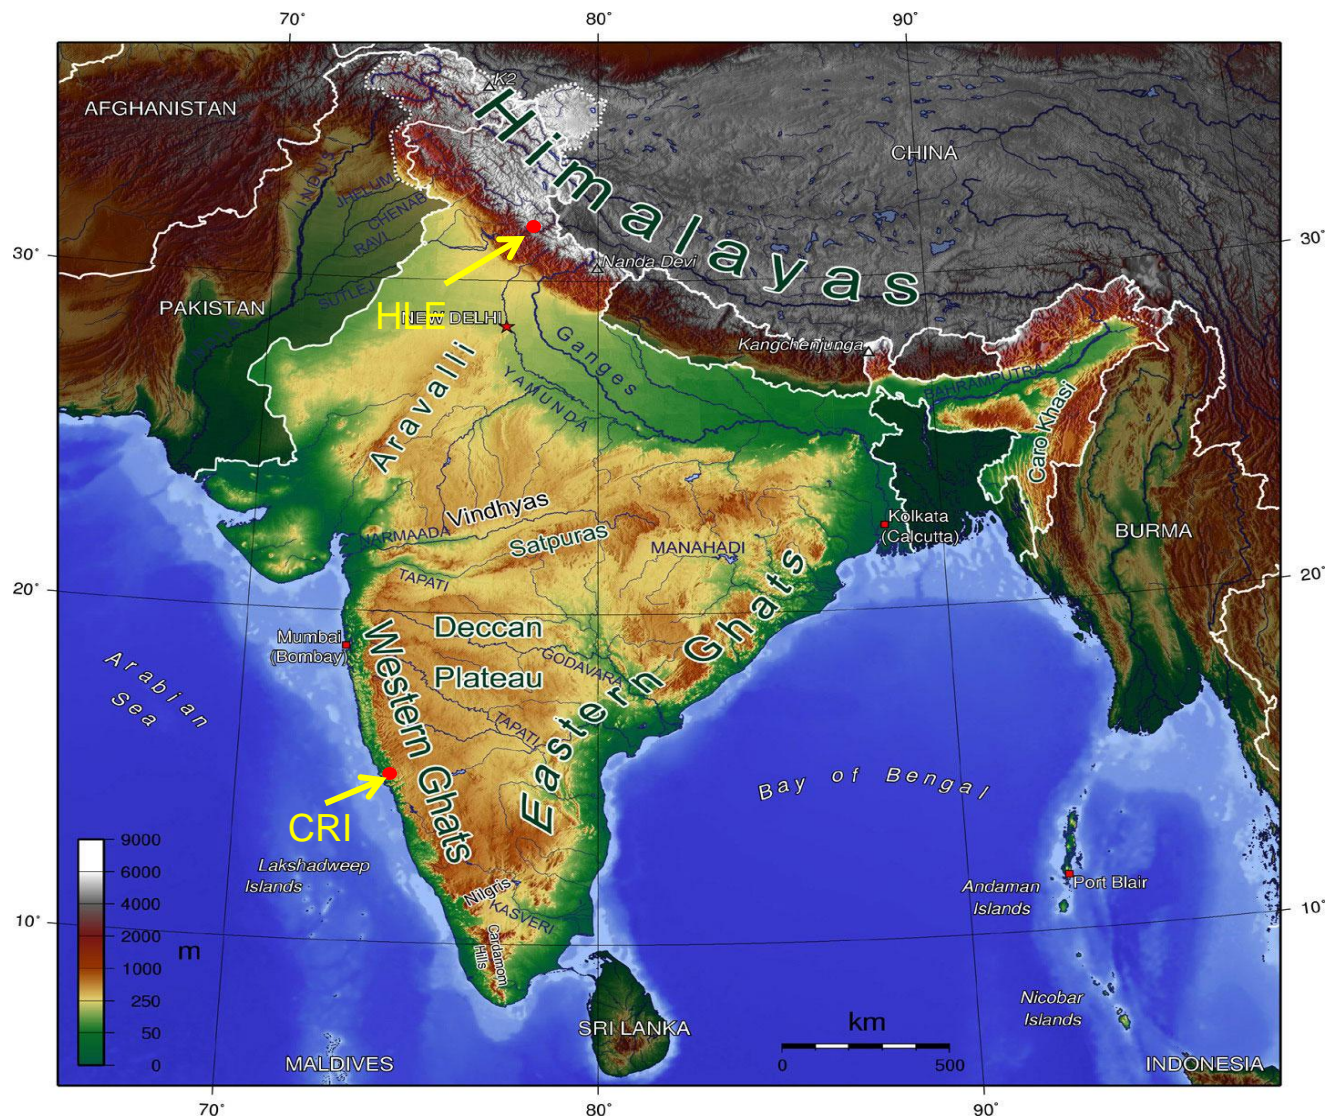 70°
80°
90°
K2
AFGHANISTAN
Himalayas
CHINA
INDUS
JHELUM
CHENAB
RAVI
30°
30°
Nanda Devi
SUTLEJ
PAKISTAN
HLE
NEW DELHI
Ganges
Kangchenjunga
BAHRAMPUTRA
Aravalli
YAMUNDA
Caro Khasi
Vindhyas
Kolkata
(Calcutta)
NARMAADA
Satpuras
MANAHADI
BURMA
TAPATI
20°
20°
Mumbai
(Bombay)
Deccan
Plateau
GODAVARA
Western Ghats
Eastern Ghats
Arabian
Sea
TAPATI
Bay of Bengal
CRI
Lakshadweep
Islands
9000
6000
4000
2000
1000
250
50
0
m
Nilgris
KASVERI
Cardamom
Hills
Andaman
Islands
Port Blair
10°
10°
Nicobar
Islands
SRI LANKA
km
0
500
MALDIVES
INDONESIA
70°
80°
90°